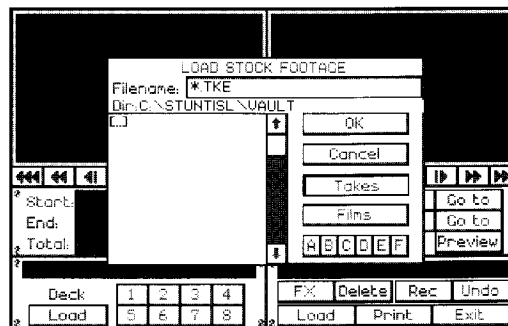 LOAD STOCK FOOTAGE
Filename: *.TKE
Dir:C:\STUNTISL\VAULT
[..]
OK
Cancel
Takes
Films
A B C D E F
Start:
End:
Total:
Go to
Go to
Preview
Deck
Load
1 2 3 4
5 6 7 8
FX Delete Rec Undo
Load Print Exit